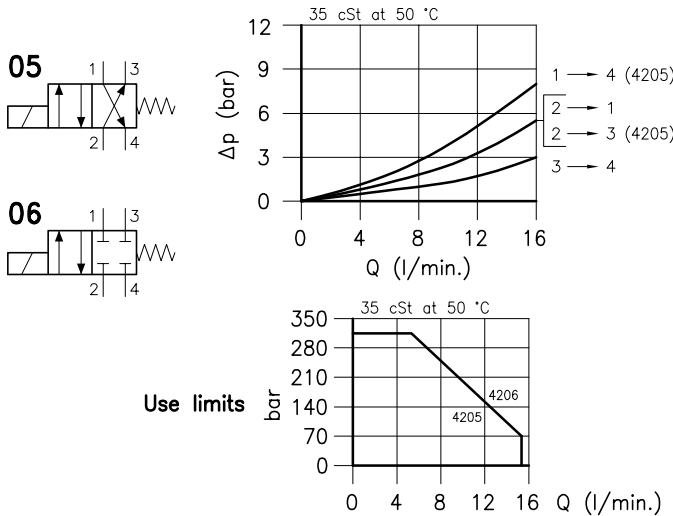 05
1 3
2 4
06
1 3
2 4
35 cSt at 50 °C
12
9
6
3
0
Δp (bar)
0 4 8 12 16
Q (l/min.)
1 → 4 (4205)
2 → 1
2 → 3 (4205)
3 → 4
35 cSt at 50 °C
350
280
210
140
70
0
Use limits
bar
4206
4205
0 4 8 12 16 Q (l/min.)